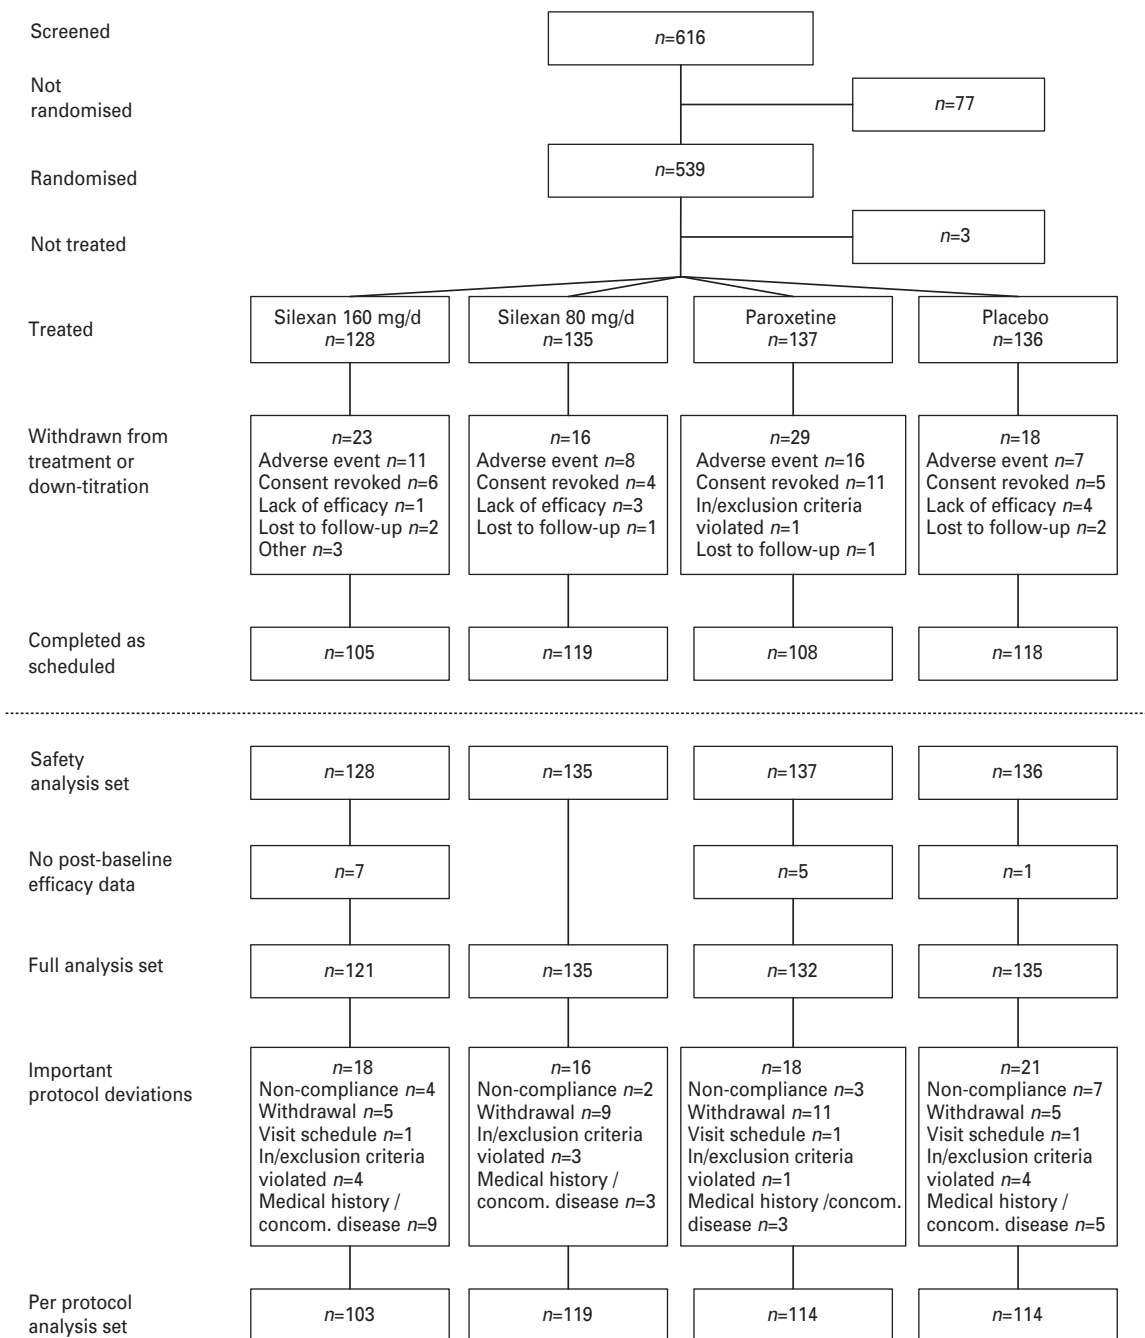 Screened
n=616
Not
randomised
n=77
Randomised
n=539
Not treated
n=3
Treated
Silexan 160 mg/d
n=128
Silexan 80 mg/d
n=135
Paroxetine
n=137
Placebo
n=136
Withdrawn from
treatment or
down-titration
n=23
Adverse event n=11
Consent revoked n=6
Lack of efficacy n=1
Lost to follow-up n=2
Other n=3
n=16
Adverse event n=8
Consent revoked n=4
Lack of efficacy n=3
Lost to follow-up n=1
n=29
Adverse event n=16
Consent revoked n=11
In/exclusion criteria
violated n=1
Lost to follow-up n=1
n=18
Adverse event n=7
Consent revoked n=5
Lack of efficacy n=4
Lost to follow-up n=2
Completed as
scheduled
n=105
n=119
n=108
n=118
Safety
analysis set
n=128
n=135
n=137
n=136
No post-baseline
efficacy data
n=7
n=5
n=1
Full analysis set
n=121
n=135
n=132
n=135
Important
protocol deviations
n=18
Non-compliance n=4
Withdrawal n=5
Visit schedule n=1
In/exclusion criteria
violated n=4
Medical history /
concom. disease n=9
n=16
Non-compliance n=2
Withdrawal n=9
In/exclusion criteria
violated n=3
Medical history /
concom. disease n=3
n=18
Non-compliance n=3
Withdrawal n=11
Visit schedule n=1
In/exclusion criteria
violated n=1
Medical history /concom.
disease n=3
n=21
Non-compliance n=7
Withdrawal n=5
Visit schedule n=1
In/exclusion criteria
violated n=4
Medical history /
concom. disease n=5
Per protocol
analysis set
n=103
n=119
n=114
n=114